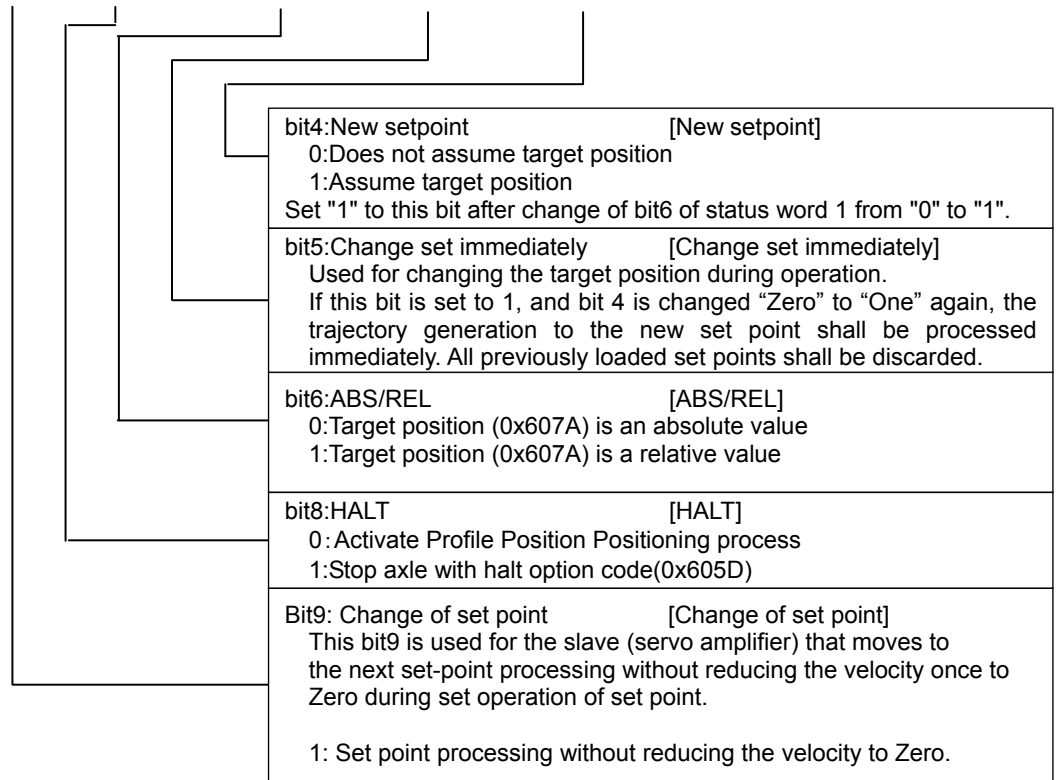 bit4:New setpoint [New setpoint]
0:Does not assume target position
1:Assume target position
Set "1" to this bit after change of bit6 of status word 1 from "0" to "1".
bit5:Change set immediately [Change set immediately]
Used for changing the target position during operation.
If this bit is set to 1, and bit 4 is changed “Zero” to “One” again, the
trajectory generation to the new set point shall be processed
immediately. All previously loaded set points shall be discarded.
bit6:ABS/REL [ABS/REL]
0:Target position (0x607A) is an absolute value
1:Target position (0x607A) is a relative value
bit8:HALT [HALT]
0:Activate Profile Position Positioning process
1:Stop axle with halt option code(0x605D)
Bit9: Change of set point [Change of set point]
This bit9 is used for the slave (servo amplifier) that moves to
the next set-point processing without reducing the velocity once to
Zero during set operation of set point.
1: Set point processing without reducing the velocity to Zero.